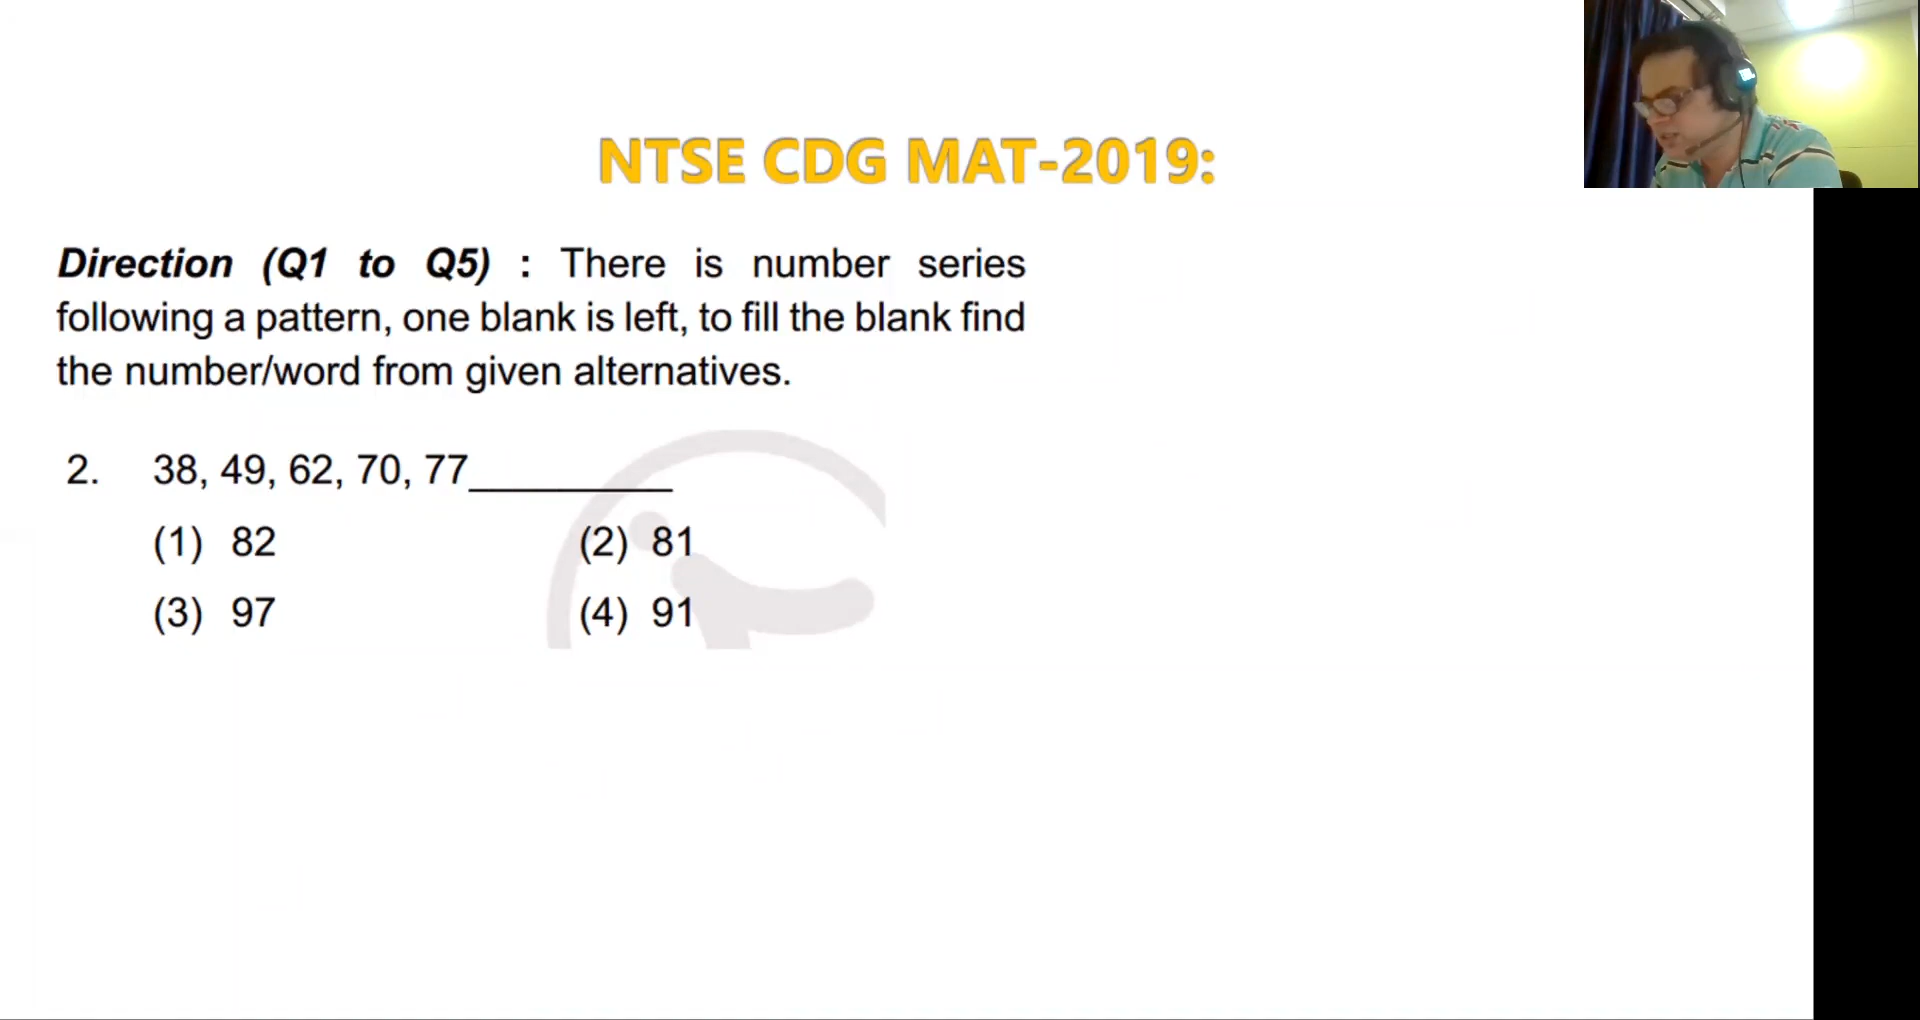 NTSE CDG MAT-2019:
Direction (Q1 to Q5) : There is number series
following a pattern, one blank is left, to fill the blank find
the number/word from given alternatives.
2. 38, 49, 62, 70, 77_________
(1) 82 (2) 81
(3) 97 (4) 91